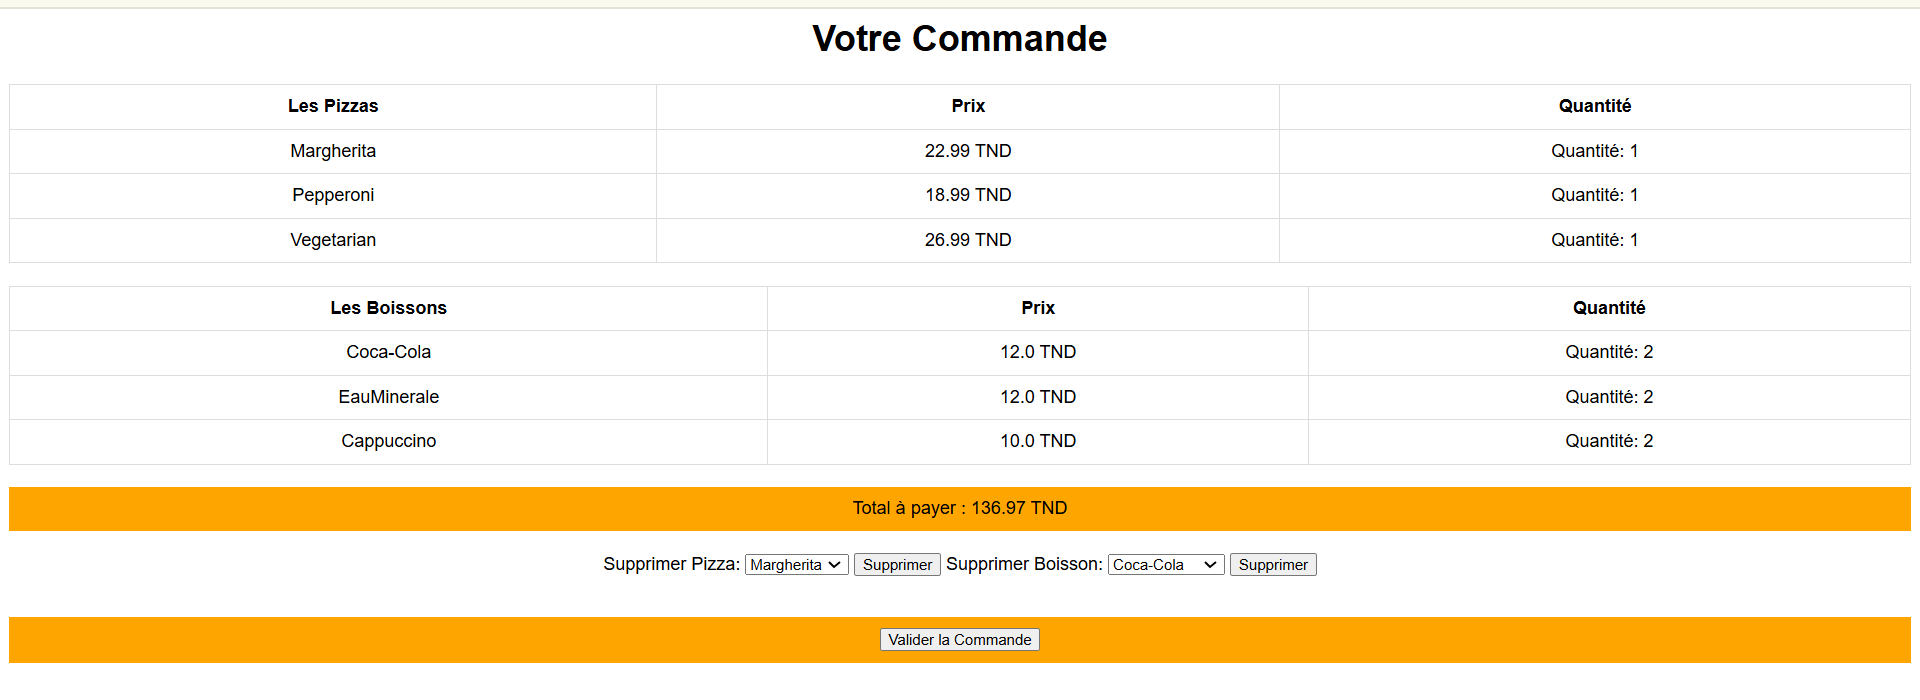 Votre Commande
Les Pizzas Prix Quantité
Margherita 22.99 TND Quantité: 1
Pepperoni 18.99 TND Quantité: 1
Vegetarian 26.99 TND Quantité: 1
Les Boissons Prix Quantité
Coca-Cola 12.0 TND Quantité: 2
EauMinerale 12.0 TND Quantité: 2
Cappuccino 10.0 TND Quantité: 2
Total à payer : 136.97 TND
Supprimer Pizza: Margherita Supprimer Supprimer Boisson: Coca-Cola Supprimer
Valider la Commande